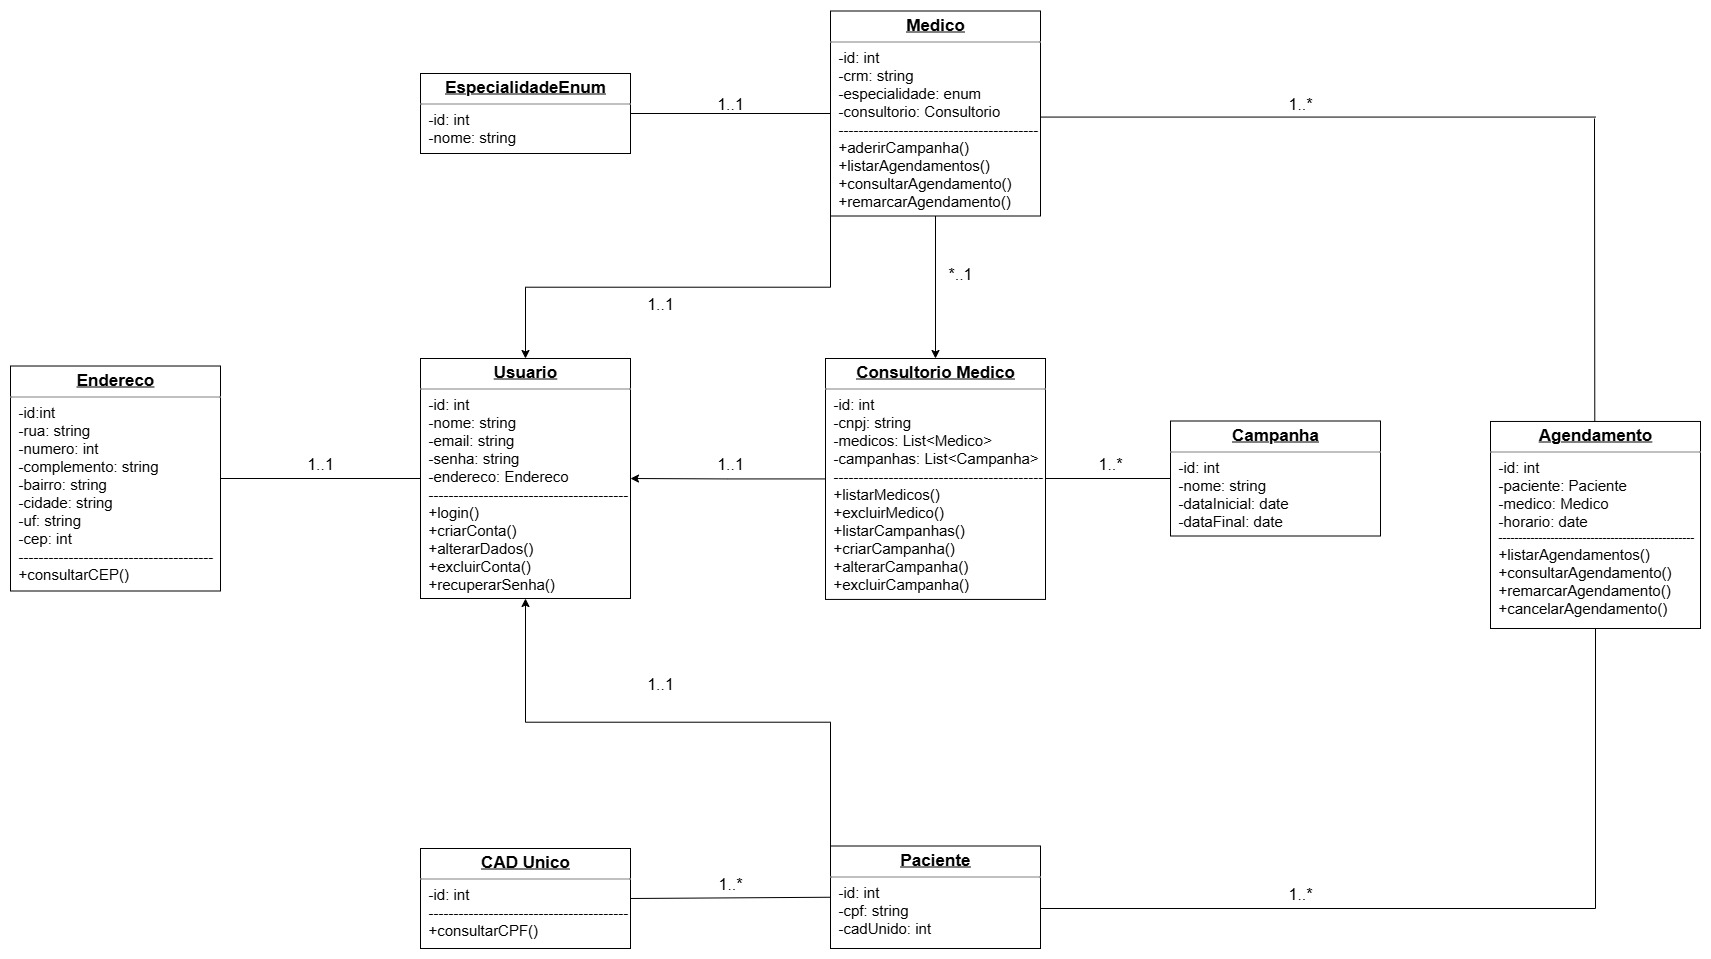 Medico
-id: int
-crm: string
-especialidade: enum
-consultorio: Consultorio
+aderirCampanha()
+listarAgendamentos()
+consultarAgendamento()
+remarcarAgendamento()
EspecialidadeEnum
-id: int
-nome: string
1..1
1..*
*..1
1..1
Endereco
-id:int
-rua: string
-numero: int
-complemento: string
-bairro: string
-cidade: string
-uf: string
-cep: int
+consultarCEP()
1..1
Usuario
-id: int
-nome: string
-email: string
-senha: string
-endereco: Endereco
+login()
+criarConta()
+alterarDados()
+excluirConta()
+recuperarSenha()
1..1
Consultorio Medico
-id: int
-cnpj: string
-medicos: List<Medico>
-campanhas: List<Campanha>
+listarMedicos()
+excluirMedico()
+listarCampanhas()
+criarCampanha()
+alterarCampanha()
+excluirCampanha()
1..*
Campanha
-id: int
-nome: string
-dataInicial: date
-dataFinal: date
Agendamento
-id: int
-paciente: Paciente
-medico: Medico
-horario: date
+listarAgendamentos()
+consultarAgendamento()
+remarcarAgendamento()
+cancelarAgendamento()
1..1
CAD Unico
-id: int
+consultarCPF()
1..*
Paciente
-id: int
-cpf: string
-cadUnido: int
1..*